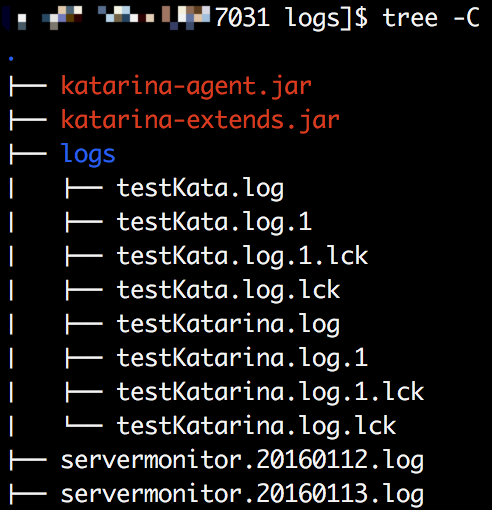 7031 logs]$ tree -C
.
├── katarina-agent.jar
├── katarina-extends.jar
├── logs
│   ├── testKata.log
│   ├── testKata.log.1
│   ├── testKata.log.1.lck
│   ├── testKata.log.lck
│   ├── testKatarina.log
│   ├── testKatarina.log.1
│   ├── testKatarina.log.1.lck
│   └── testKatarina.log.lck
├── servermonitor.20160112.log
├── servermonitor.20160113.log